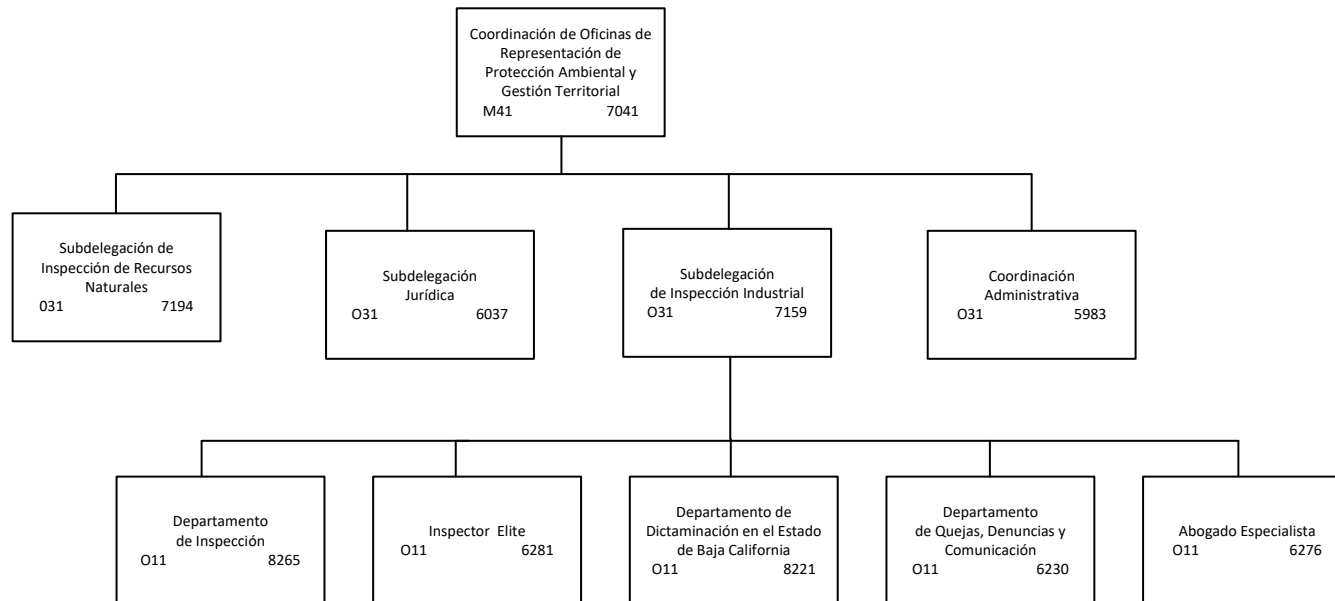 Coordinación de Oficinas de
Representación de
Protección Ambiental y
Gestión Territorial
M41 7041
Subdelegación de
Inspección de Recursos
Naturales
031 7194
Subdelegación
Jurídica
O31 6037
Subdelegación
de Inspección Industrial
O31 7159
Coordinación
Administrativa
O31 5983
Departamento
de Inspección
O11 8265
Inspector Elite
O11 6281
Departamento de
Dictaminación en el Estado
de Baja California
O11 8221
Departamento
de Quejas, Denuncias y
Comunicación
O11 6230
Abogado Especialista
O11 6276